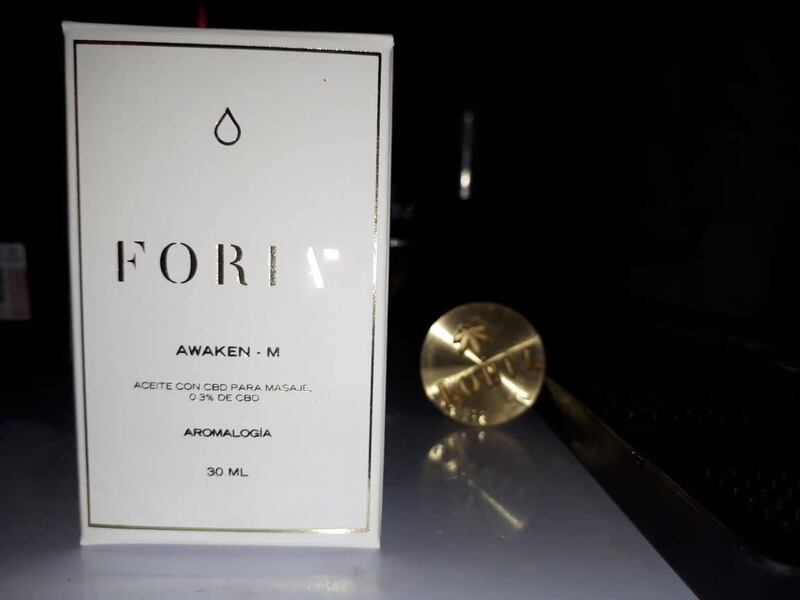 FORIA
AWAKEN - M
ACEITE CON CBD PARA MASAJE,
0.3% DE CBD
AROMALOGÍA
30 ML